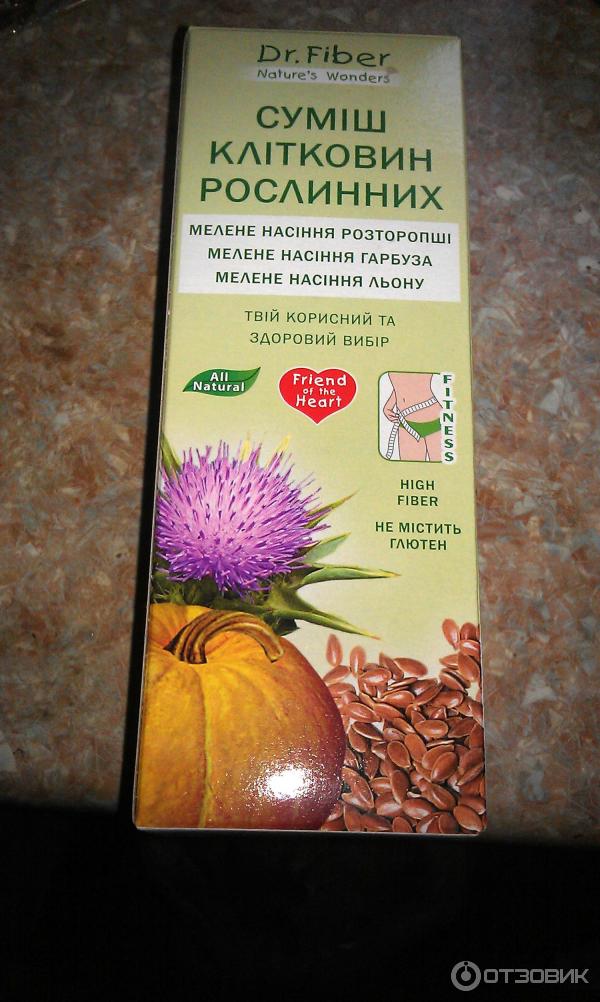 Dr. Fiber
Nature's Wonders
СУМІШ
КЛІТКОВИН
РОСЛИННИХ
МЕЛЕНЕ НАСІННЯ РОЗТОРОПШІ
МЕЛЕНЕ НАСІННЯ ГАРБУЗА
МЕЛЕНЕ НАСІННЯ ЛЬОНУ
ТВІЙ КОРИСНИЙ ТА
ЗДОРОВИЙ ВИБІР
All
Natural
Friend
of the
Heart
FITNESS
HIGH
FIBER
НЕ МІСТИТЬ
ГЛЮТЕН
ОТЗОВИК